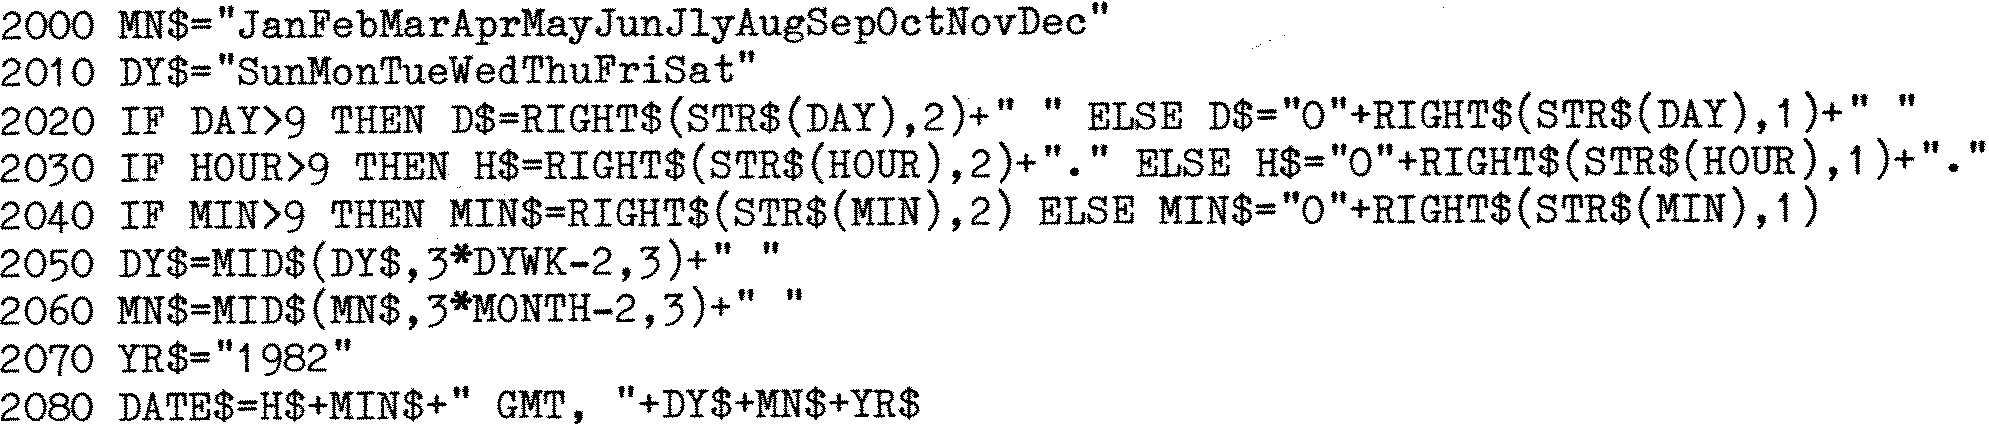 2000 MN$="JanFebMarAprMayJunJlyAugSepOctNovDec"
2010 DY$="SunMonTueWedThuFriSat"
2020 IF DAY>9 THEN D$=RIGHT$(STR$(DAY),2)+" " ELSE D$="0"+RIGHT$(STR$(DAY),1)+" "
2030 IF HOUR>9 THEN H$=RIGHT$(STR$(HOUR),2)+"." ELSE H$="0"+RIGHT$(STR$(HOUR),1)+"."
2040 IF MIN>9 THEN MIN$=RIGHT$(STR$(MIN),2) ELSE MIN$="0"+RIGHT$(STR$(MIN),1)
2050 DY$=MID$(DY$,3*DYWK-2,3)+" "
2060 MN$=MID$(MN$,3*MONTH-2,3)+" "
2070 YR$="1982"
2080 DATE$=H$+MIN$+" GMT, "+DY$+MN$+YR$